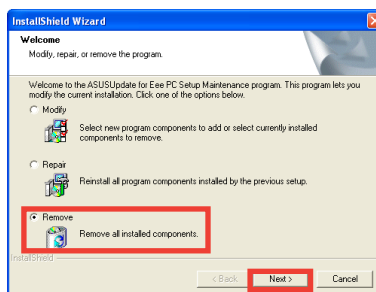 InstallShield Wizard
Welcome
Modify, repair, or remove the program.
Welcome to the ASUSUpdate for Eee PC Setup Maintenance program. This program lets you
modify the current installation. Click one of the options below.
Modify
Select new program components to add or select currently installed
components to remove.
Repair
Reinstall all program components installed by the previous setup.
Remove
Remove all installed components.
InstallShield
< Back
Next >
Cancel